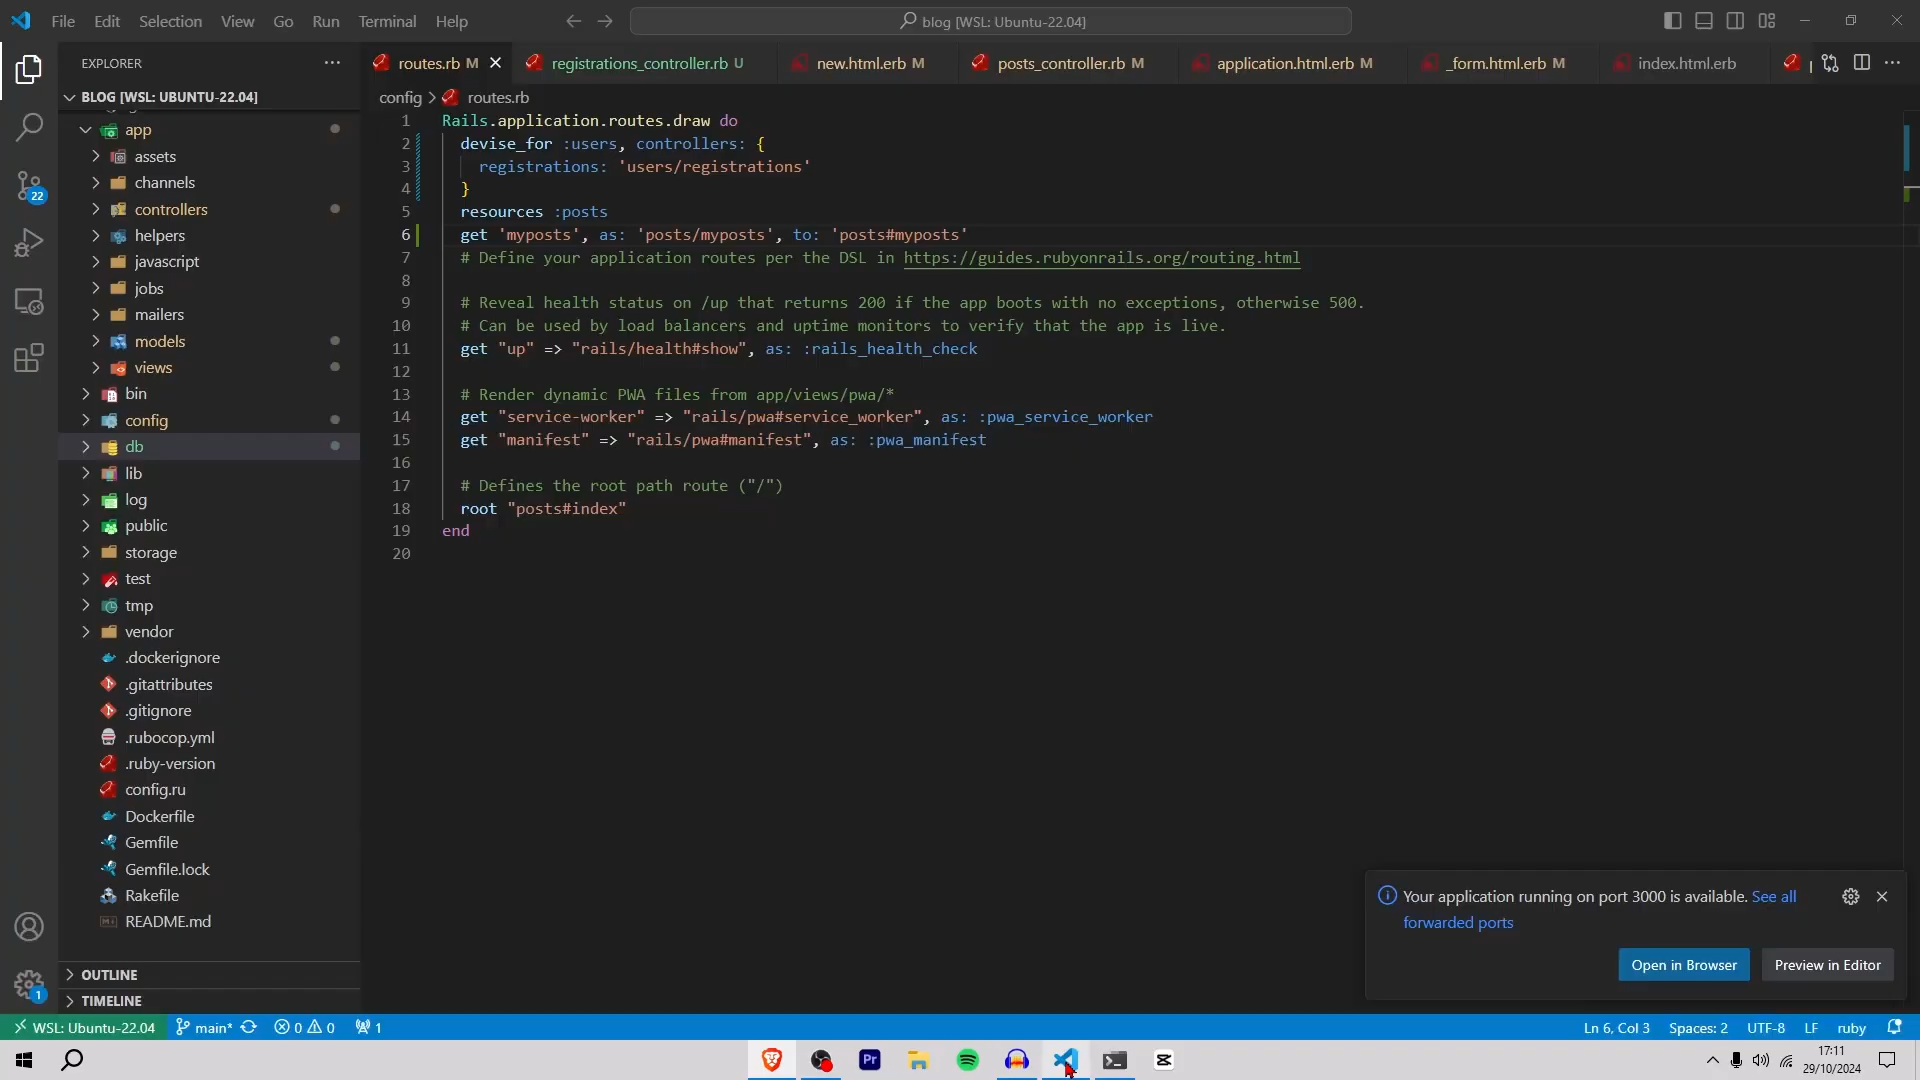 File Edit Selection View Go Run Terminal Help
blog [WSL: Ubuntu-22.04]
EXPLORER
routes.rb M
registrations_controller.rb U
new.html.erb M
posts_controller.rb M
application.html.erb M
_form.html.erb M
index.html.erb
BLOG [WSL: UBUNTU-22.04]
config > routes.rb
app
assets
channels
controllers
helpers
javascript
jobs
mailers
models
views
bin
config
db
lib
log
public
storage
test
tmp
vendor
.dockerignore
.gitattributes
.gitignore
.rubocop.yml
.ruby-version
config.ru
Dockerfile
Gemfile
Gemfile.lock
Rakefile
README.md
OUTLINE
TIMELINE
22
1
1 Rails.application.routes.draw do
2 devise_for :users, controllers: {
3 registrations: 'users/registrations'
4 }
5 resources :posts
6 get 'myposts', as: 'posts/myposts', to: 'posts#myposts'
7 # Define your application routes per the DSL in https://guides.rubyonrails.org/routing.html
8
9 # Reveal health status on /up that returns 200 if the app boots with no exceptions, otherwise 500.
10 # Can be used by load balancers and uptime monitors to verify that the app is live.
11 get "up" => "rails/health#show", as: :rails_health_check
12
13 # Render dynamic PWA files from app/views/pwa/*
14 get "service-worker" => "rails/pwa#service_worker", as: :pwa_service_worker
15 get "manifest" => "rails/pwa#manifest", as: :pwa_manifest
16
17 # Defines the root path route ("/")
18 root "posts#index"
19 end
20
Your application running on port 3000 is available. See all
forwarded ports
Open in Browser
Preview in Editor
WSL: Ubuntu-22.04 main* 0 0 1
Ln 6, Col 3 Spaces: 2 UTF-8 LF ruby
Pr
17:11
29/10/2024